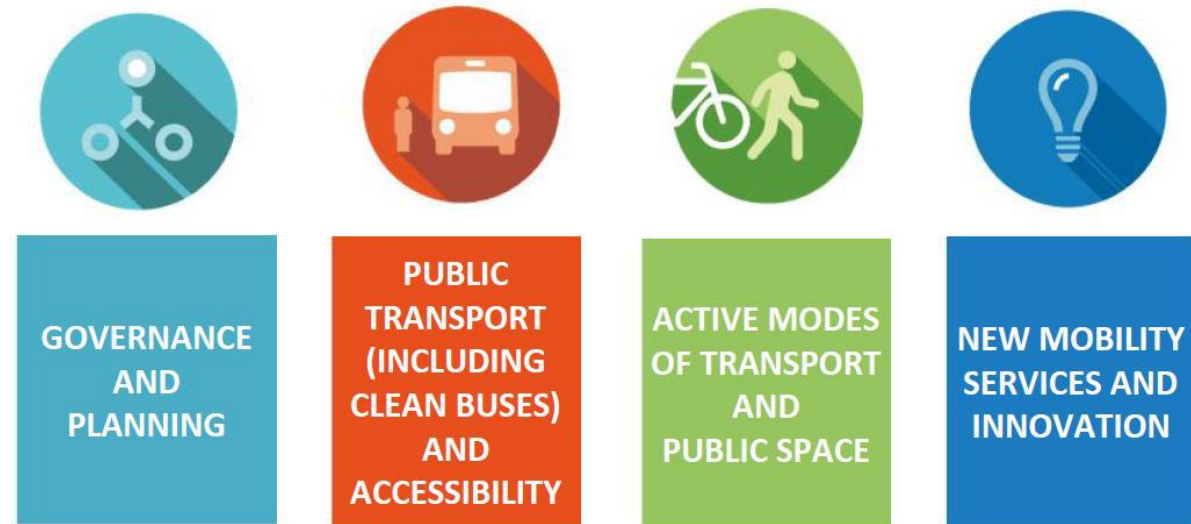 GOVERNANCE
AND
PLANNING
PUBLIC
TRANSPORT
(INCLUDING
CLEAN BUSES)
AND
ACCESSIBILITY
ACTIVE MODES
OF TRANSPORT
AND
PUBLIC SPACE
NEW MOBILITY
SERVICES AND
INNOVATION